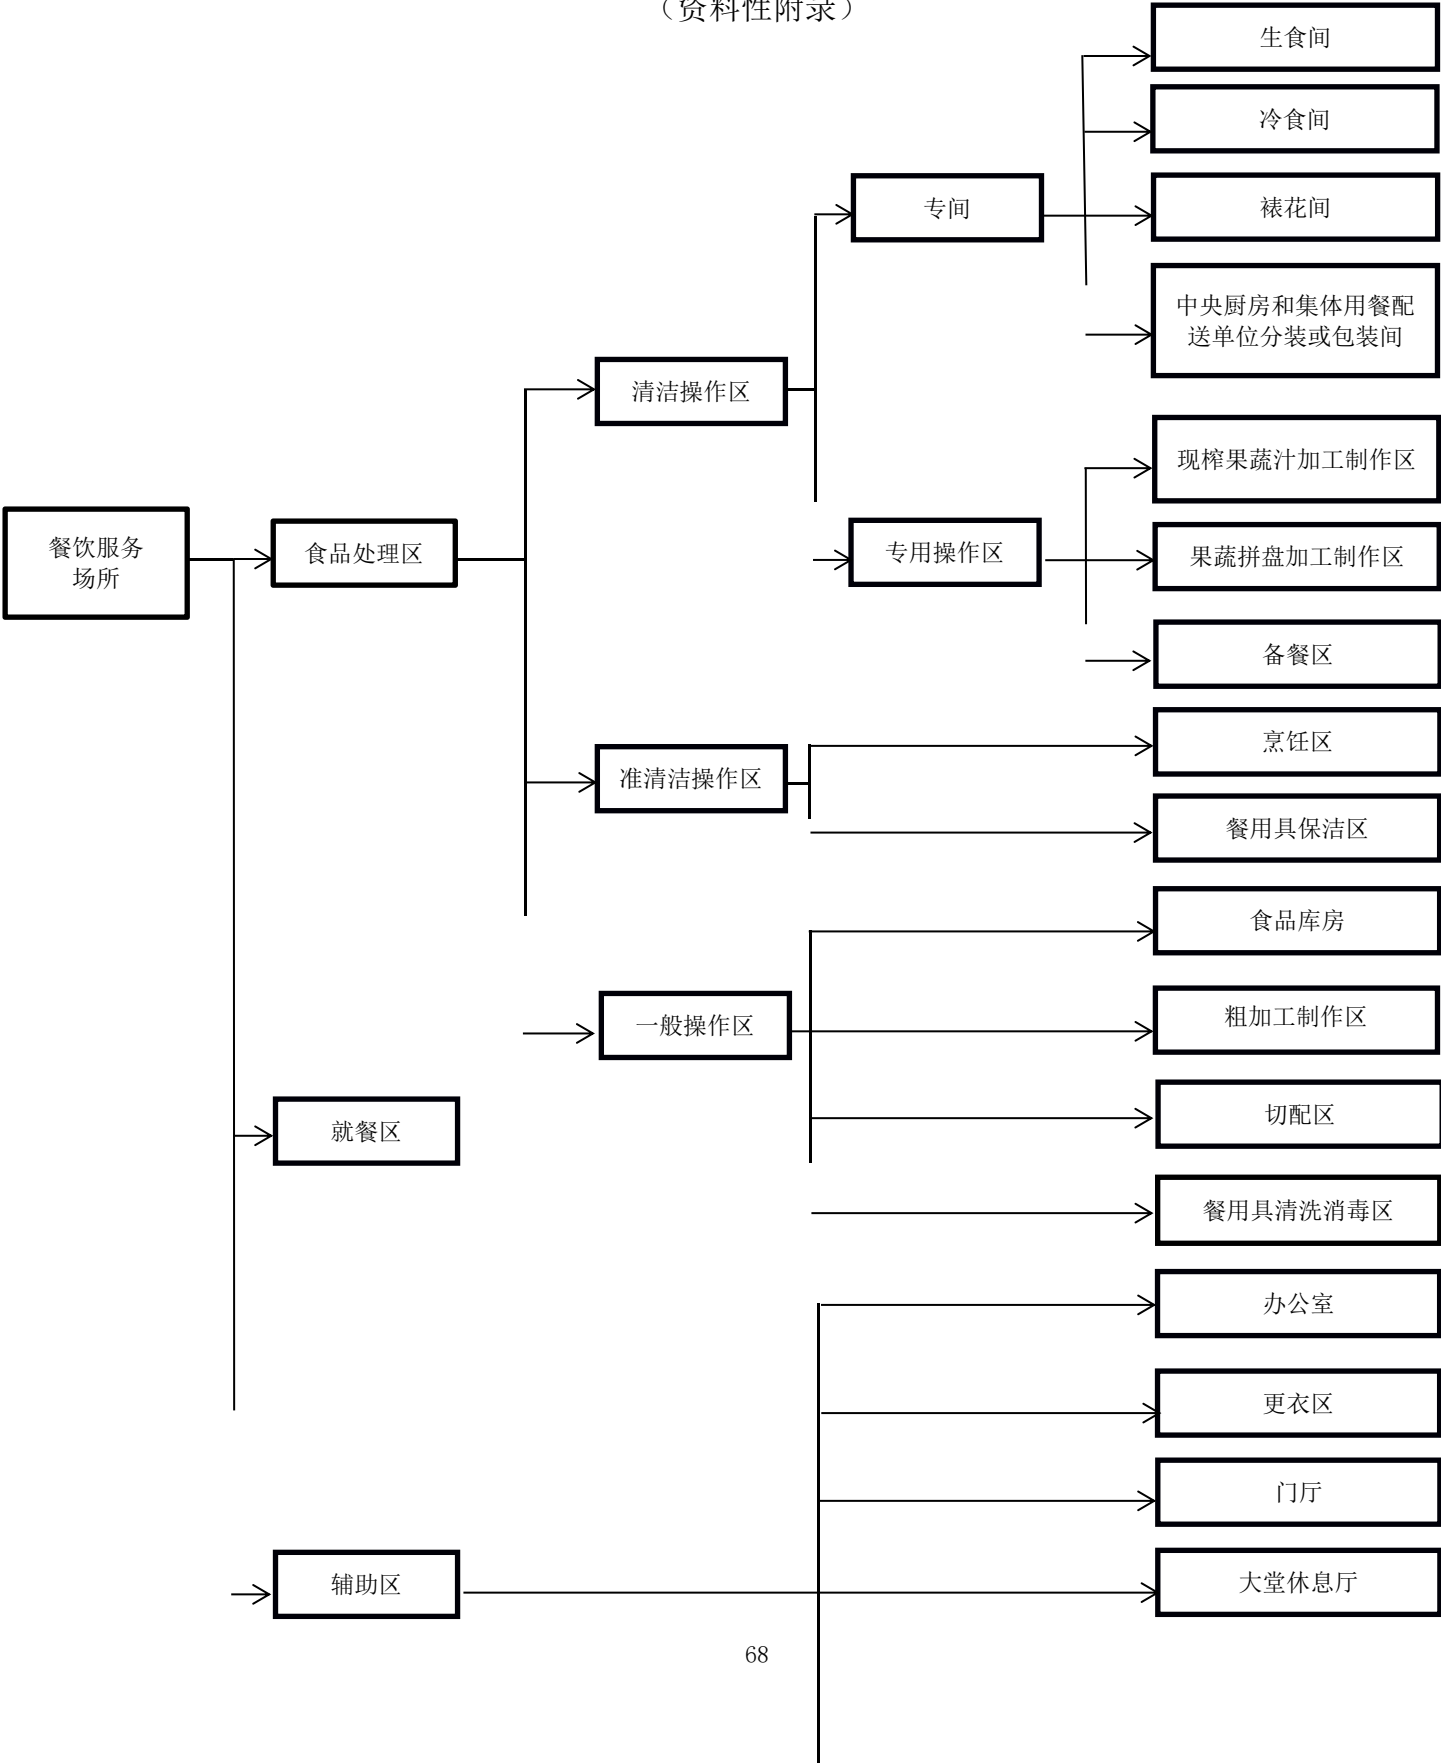 （资料性附录）
生食间
冷食间
专间
裱花间
中央厨房和集体用餐配
送单位分装或包装间
清洁操作区
现榨果蔬汁加工制作区
餐饮服务
场所
食品处理区
专用操作区
果蔬拼盘加工制作区
备餐区
准清洁操作区
烹饪区
餐用具保洁区
食品库房
一般操作区
粗加工制作区
就餐区
切配区
餐用具清洗消毒区
办公室
更衣区
门厅
辅助区
大堂休息厅
68